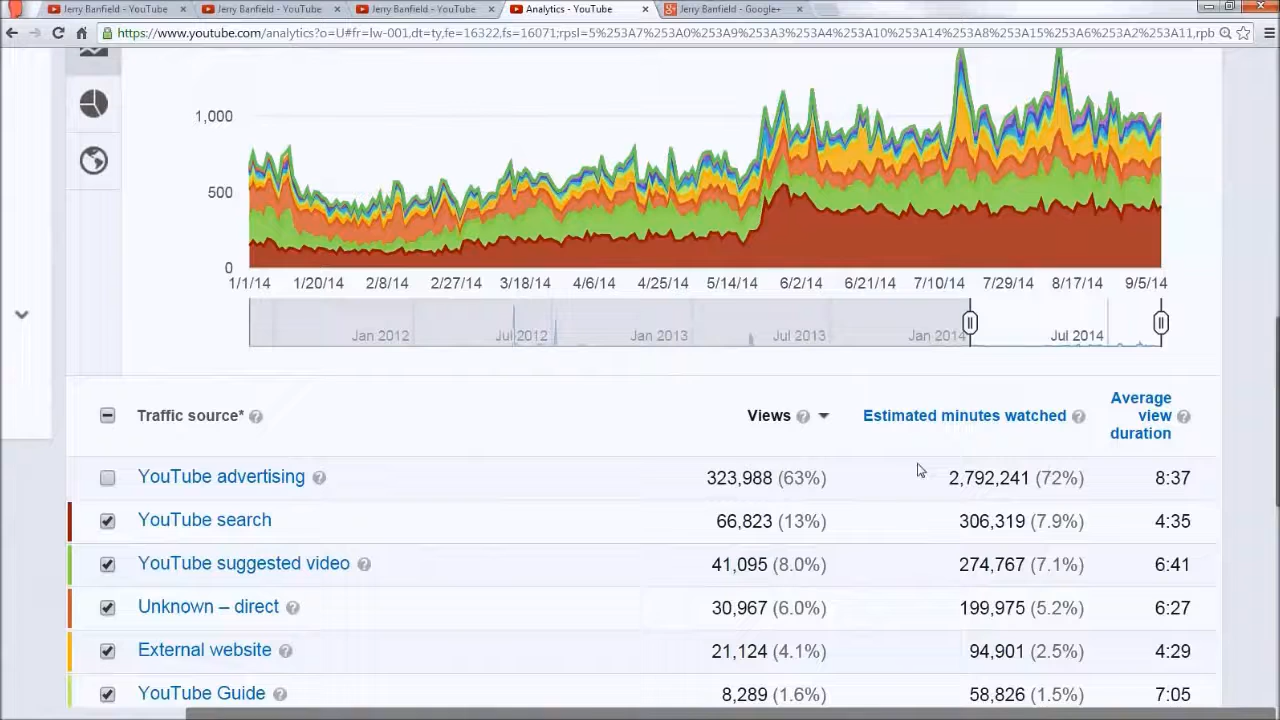 Jerry Banfield - YouTube
Jerry Banfield - YouTube
Jerry Banfield - YouTube
Analytics - YouTube
Jerry Banfield - Google+
https://www.youtube.com/analytics?o=U#fr=lw-001,dt=ty,fe=16322,fs=16071;rpsl=5%253A7%253A0%253A9%253A3%253A4%253A10%253A14%253A8%253A15%253A6%253A2%253A11,rpb
1,000
500
0
1/1/14 1/20/14 2/8/14 2/27/14 3/18/14 4/6/14 4/25/14 5/14/14 6/2/14 6/21/14 7/10/14 7/29/14 8/17/14 9/5/14
Jan 2012 Jul 2012 Jan 2013 Jul 2013 Jan 2014 Jul 2014
Traffic source* ? Views ? Estimated minutes watched ? Average view duration ?
YouTube advertising ? 323,988 (63%) 2,792,241 (72%) 8:37
YouTube search 66,823 (13%) 306,319 (7.9%) 4:35
YouTube suggested video ? 41,095 (8.0%) 274,767 (7.1%) 6:41
Unknown – direct ? 30,967 (6.0%) 199,975 (5.2%) 6:27
External website ? 21,124 (4.1%) 94,901 (2.5%) 4:29
YouTube Guide ? 8,289 (1.6%) 58,826 (1.5%) 7:05